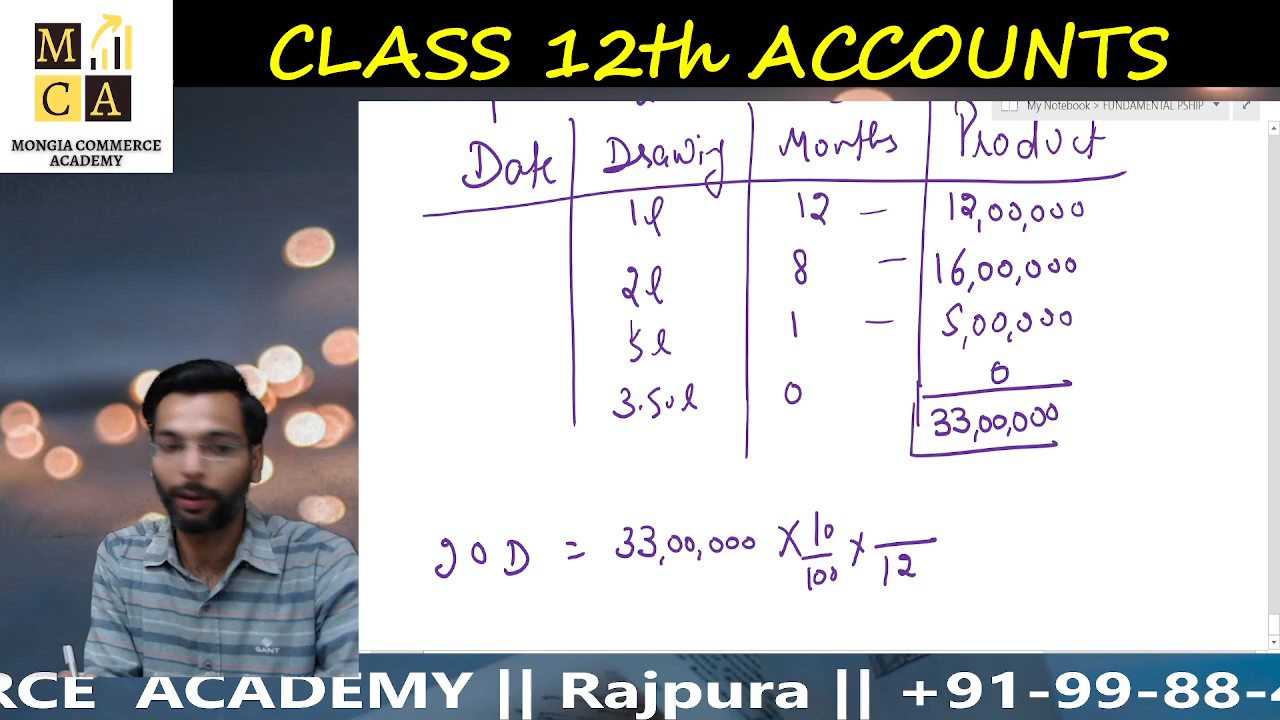 M
C A
MONGIA COMMERCE
ACADEMY
CLASS 12th ACCOUNTS
My Notebook > FUNDAMENTAL PSHIP
Date Drawing Months Product
1l 12 — 12,00,000
2l 8 — 16,00,000
5l 1 — 5,00,000
3.50l 0 0
33,00,000
IOD = 33,00,000 × 10/100 × /12
GANT
RCE ACADEMY || Rajpura || +91-99-88-